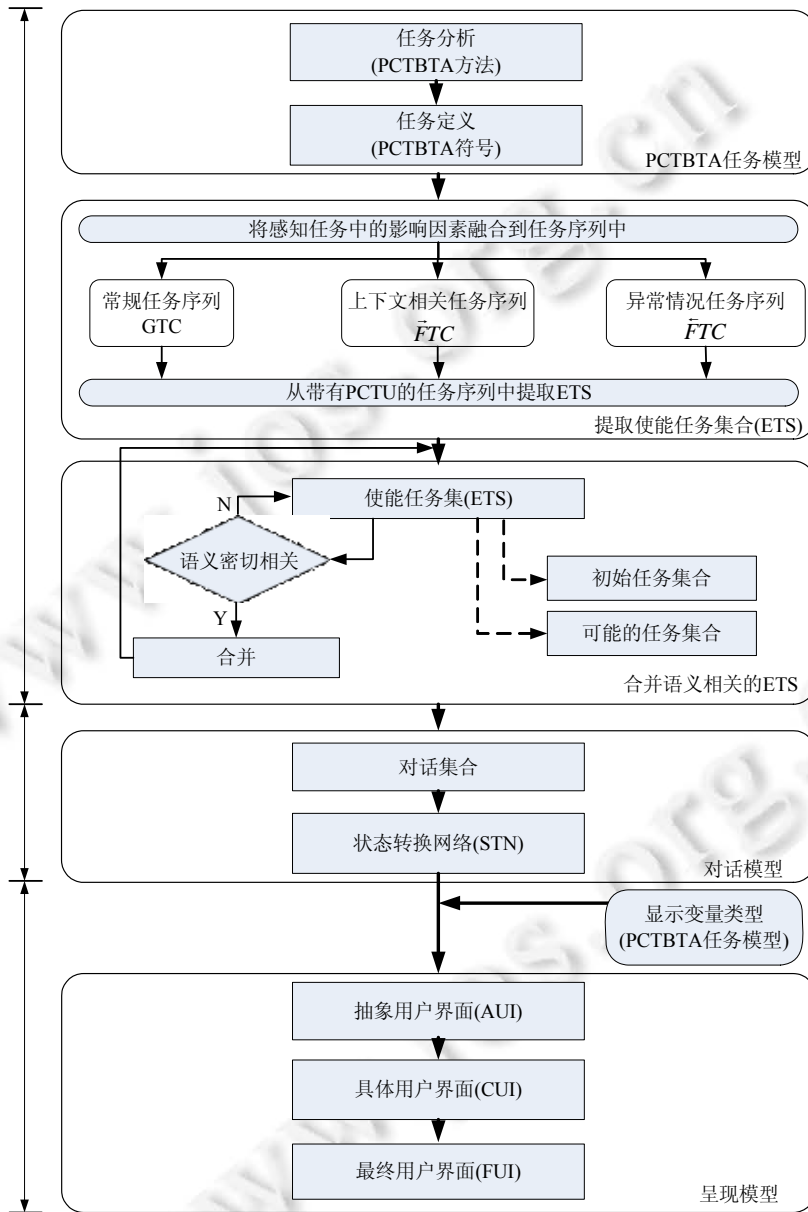 任务分析
(PCTBTA方法)
任务定义
(PCTBTA符号)
PCTBTA任务模型
将感知任务中的影响因素融合到任务序列中
常规任务序列
GTC
上下文相关任务序列
F⃗TC
异常情况任务序列
F⃖TC
从带有PCTU的任务序列中提取ETS
提取使能任务集合(ETS)
使能任务集(ETS)
N
语义密切相关
Y
合并
初始任务集合
可能的任务集合
合并语义相关的ETS
对话集合
状态转换网络(STN)
对话模型
显示变量类型
(PCTBTA任务模型)
抽象用户界面(AUI)
具体用户界面(CUI)
最终用户界面(FUI)
呈现模型
www.ios.org.cn
www.ios.org.cn